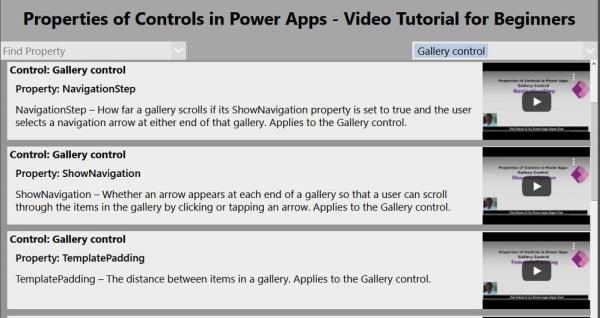 Properties of Controls in Power Apps - Video Tutorial for Beginners
Find Property
Gallery control
Control: Gallery control
Property: NavigationStep
NavigationStep – How far a gallery scrolls if its ShowNavigation property is set to true and the user
selects a navigation arrow at either end of that gallery. Applies to the Gallery control.
Properties of Controls in Power Apps
Gallery Control
NavigationStep
Control: Gallery control
Property: ShowNavigation
ShowNavigation – Whether an arrow appears at each end of a gallery so that a user can scroll
through the items in the gallery by clicking or tapping an arrow. Applies to the Gallery control.
Properties of Controls in Power Apps
Gallery Control
Control: Gallery control
Property: TemplatePadding
TemplatePadding – The distance between items in a gallery. Applies to the Gallery control.
Properties of Controls in Power Apps
Gallery Control